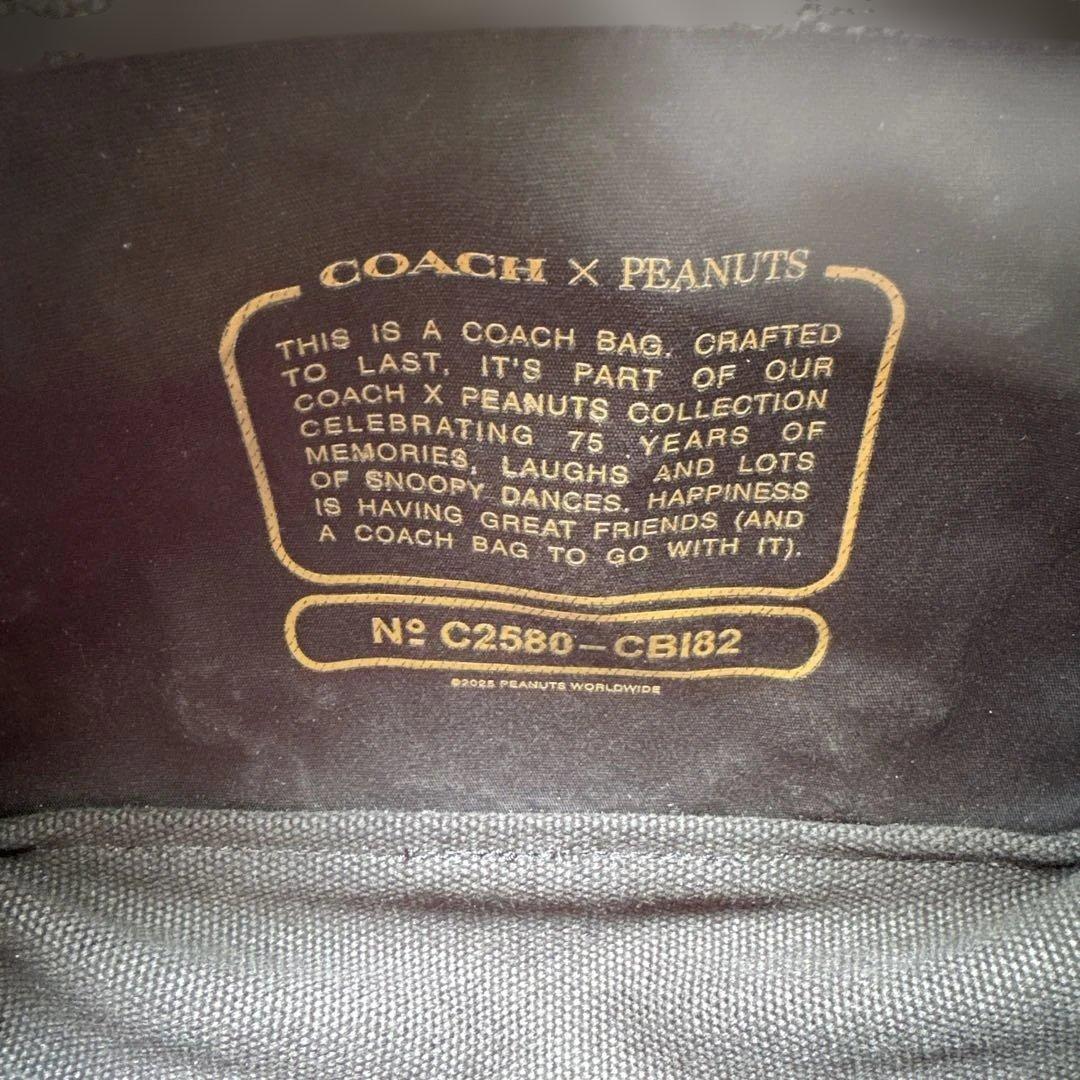 COACH × PEANUTS
THIS IS A COACH BAG. CRAFTED
TO LAST, IT'S PART OF OUR
COACH X PEANUTS COLLECTION
CELEBRATING 75 YEARS OF
MEMORIES, LAUGHS AND LOTS
OF SNOOPY DANCES. HAPPINESS
IS HAVING GREAT FRIENDS (AND
A COACH BAG TO GO WITH IT).
Nº C2580-CBI82
©2025 PEANUTS WORLDWIDE